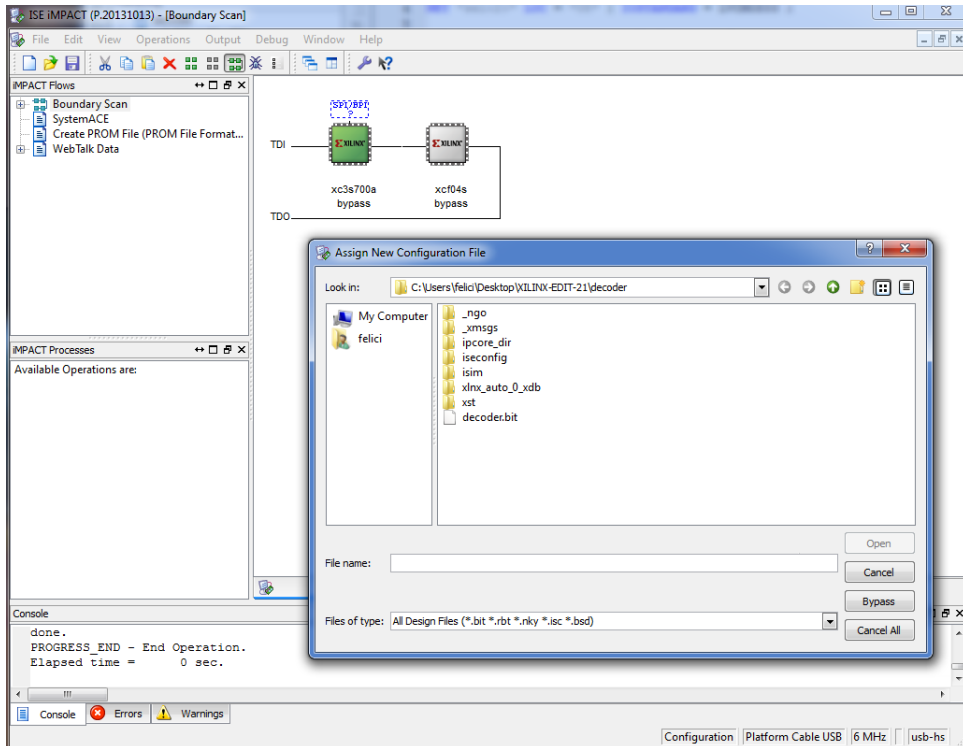 ISE iMPACT (P.20131013) - [Boundary Scan]
File Edit View Operations Output Debug Window Help
iMPACT Flows
Boundary Scan
SystemACE
Create PROM File (PROM File Format...
WebTalk Data
SPI/BPI
?
TDI
XILINX
XILINX
xc3s700a
bypass
xcf04s
bypass
TDO
Assign New Configuration File
Look in:
C:\Users\felici\Desktop\XILINX-EDIT-21\decoder
My Computer
felici
_ngo
_xmsgs
ipcore_dir
iseconfig
isim
xlnx_auto_0_xdb
xst
decoder.bit
Open
File name:
Cancel
Bypass
Files of type: All Design Files (*.bit *.rbt *.nky *.isc *.bsd)
Cancel All
iMPACT Processes
Available Operations are:
Console
done.
PROGRESS_END - End Operation.
Elapsed time = 0 sec.
Console Errors Warnings
Configuration Platform Cable USB 6 MHz usb-hs